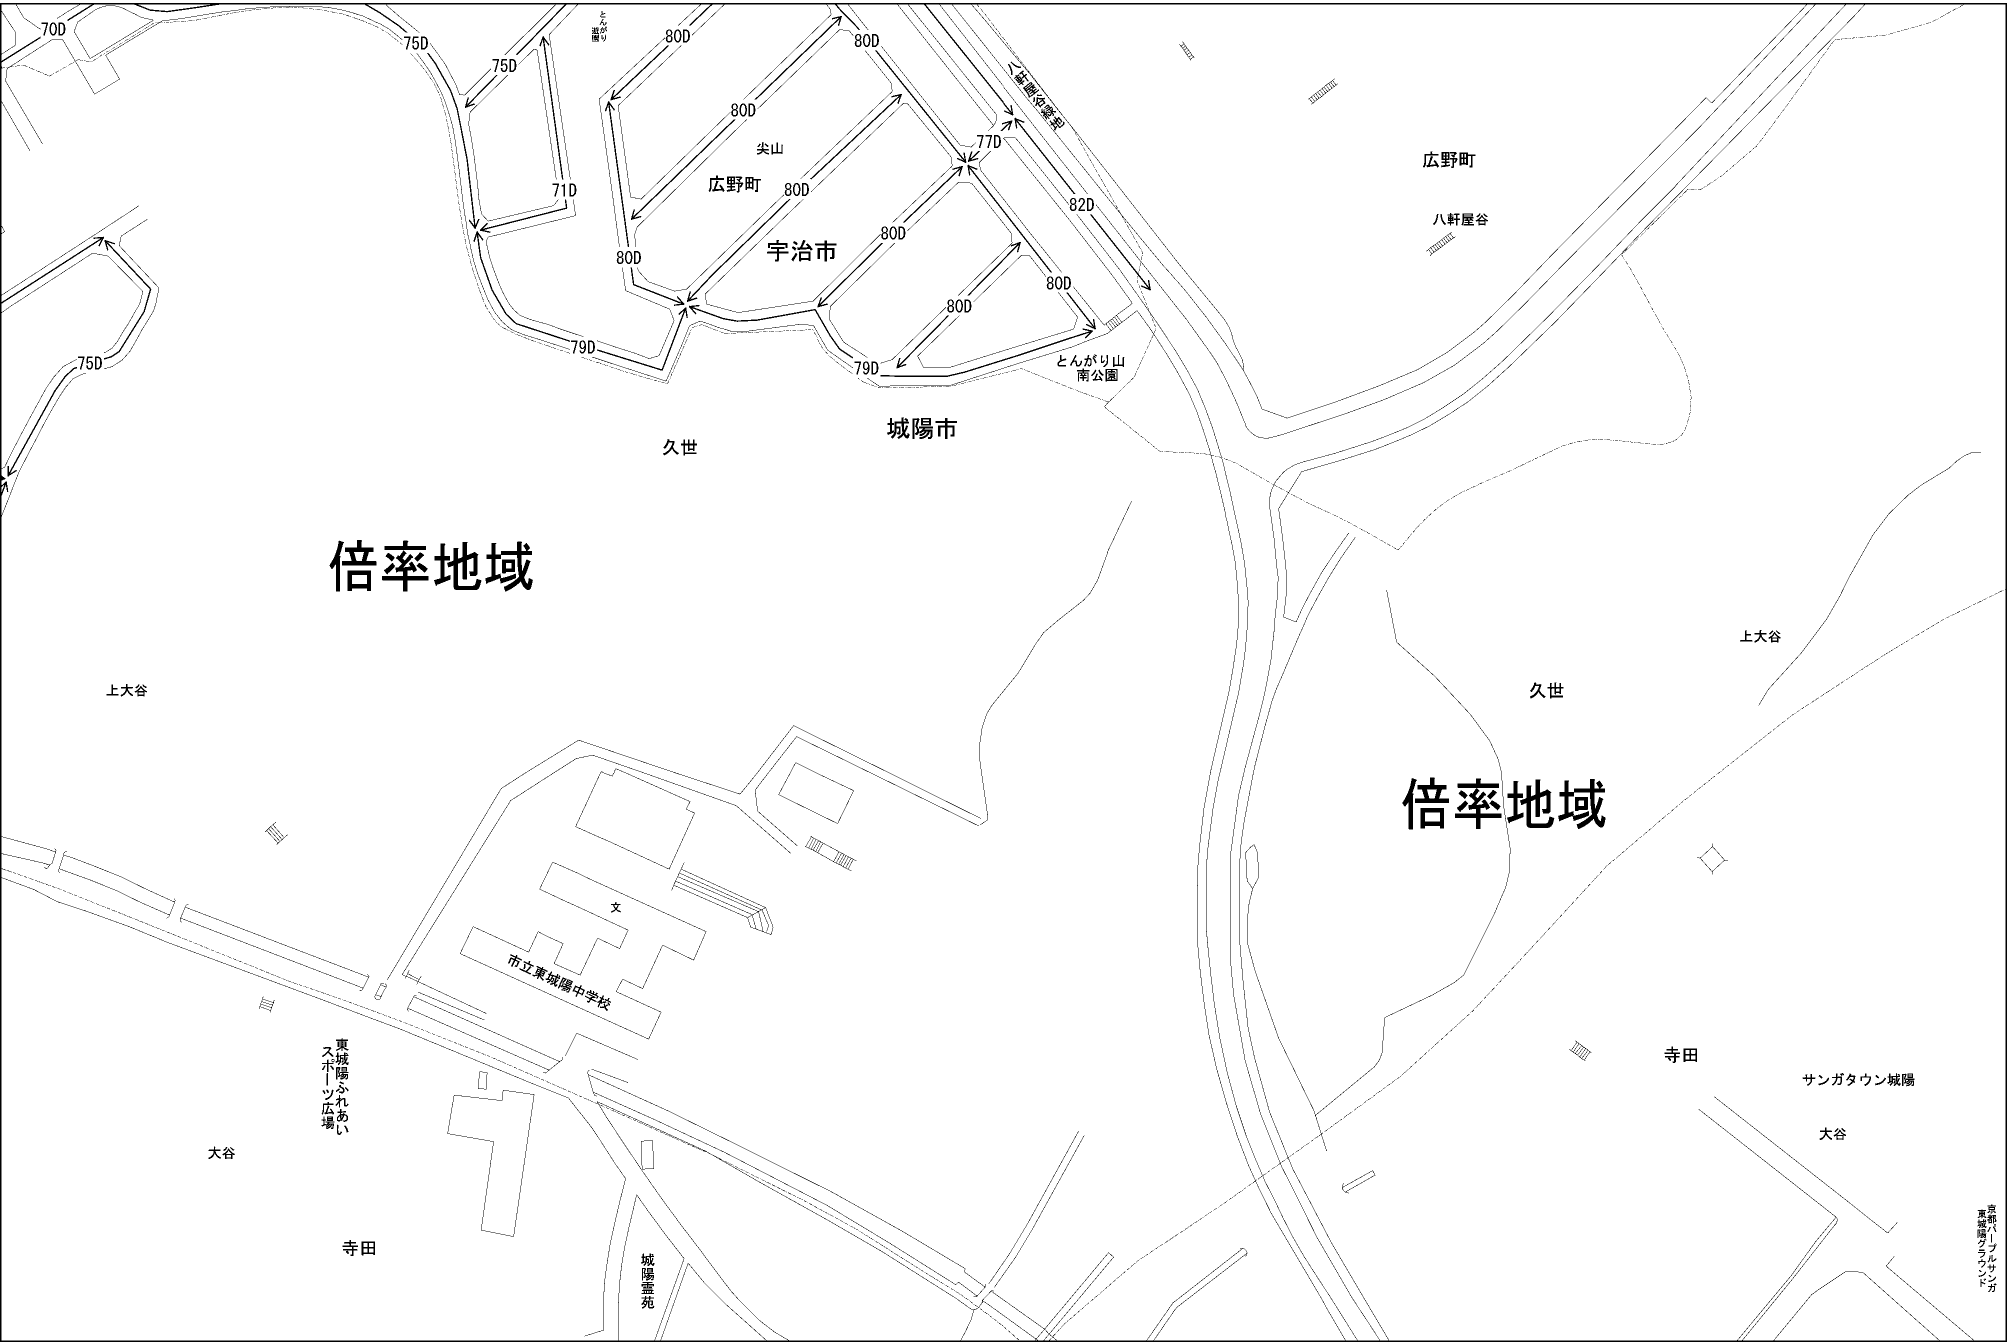 70D
75D
75D
とんがり
遊園
80D
80D
80D
八軒屋谷緑地
77D
尖山
広野町
80D
71D
82D
広野町
八軒屋谷
80D
宇治市
80D
80D
80D
75D
79D
79D
とんがり山
南公園
城陽市
久世
倍率地域
上大谷
上大谷
久世
倍率地域
文
市立東城陽中学校
東城陽ふれあい
スポーツ広場
大谷
寺田
城陽霊苑
寺田
サンガタウン城陽
大谷
京都パープルサンガ
東城陽グラウンド